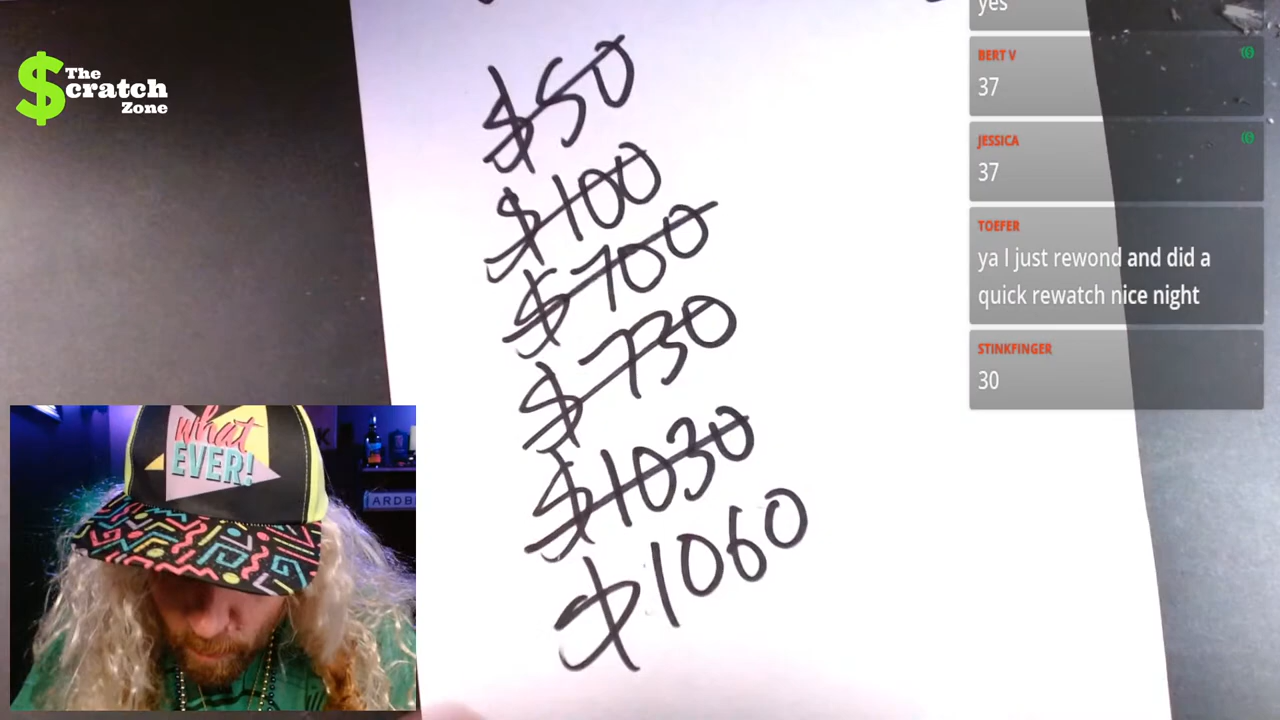 The
$cratch
Zone
$50
$100
$700
$730
$1030
$1060
yes
BERT V
37
JESSICA
37
TOEFER
ya I just rewond and did a
quick rewatch nice night
STINKFINGER
30
what
EVER!
ARDB